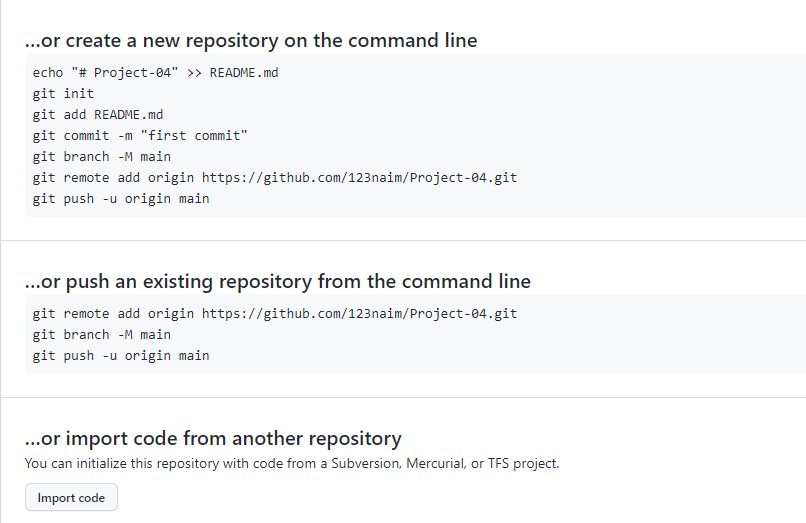 ...or create a new repository on the command line
echo "# Project-04" >> README.md
git init
git add README.md
git commit -m "first commit"
git branch -M main
git remote add origin https://github.com/123naim/Project-04.git
git push -u origin main
...or push an existing repository from the command line
git remote add origin https://github.com/123naim/Project-04.git
git branch -M main
git push -u origin main
...or import code from another repository
You can initialize this repository with code from a Subversion, Mercurial, or TFS project.
Import code